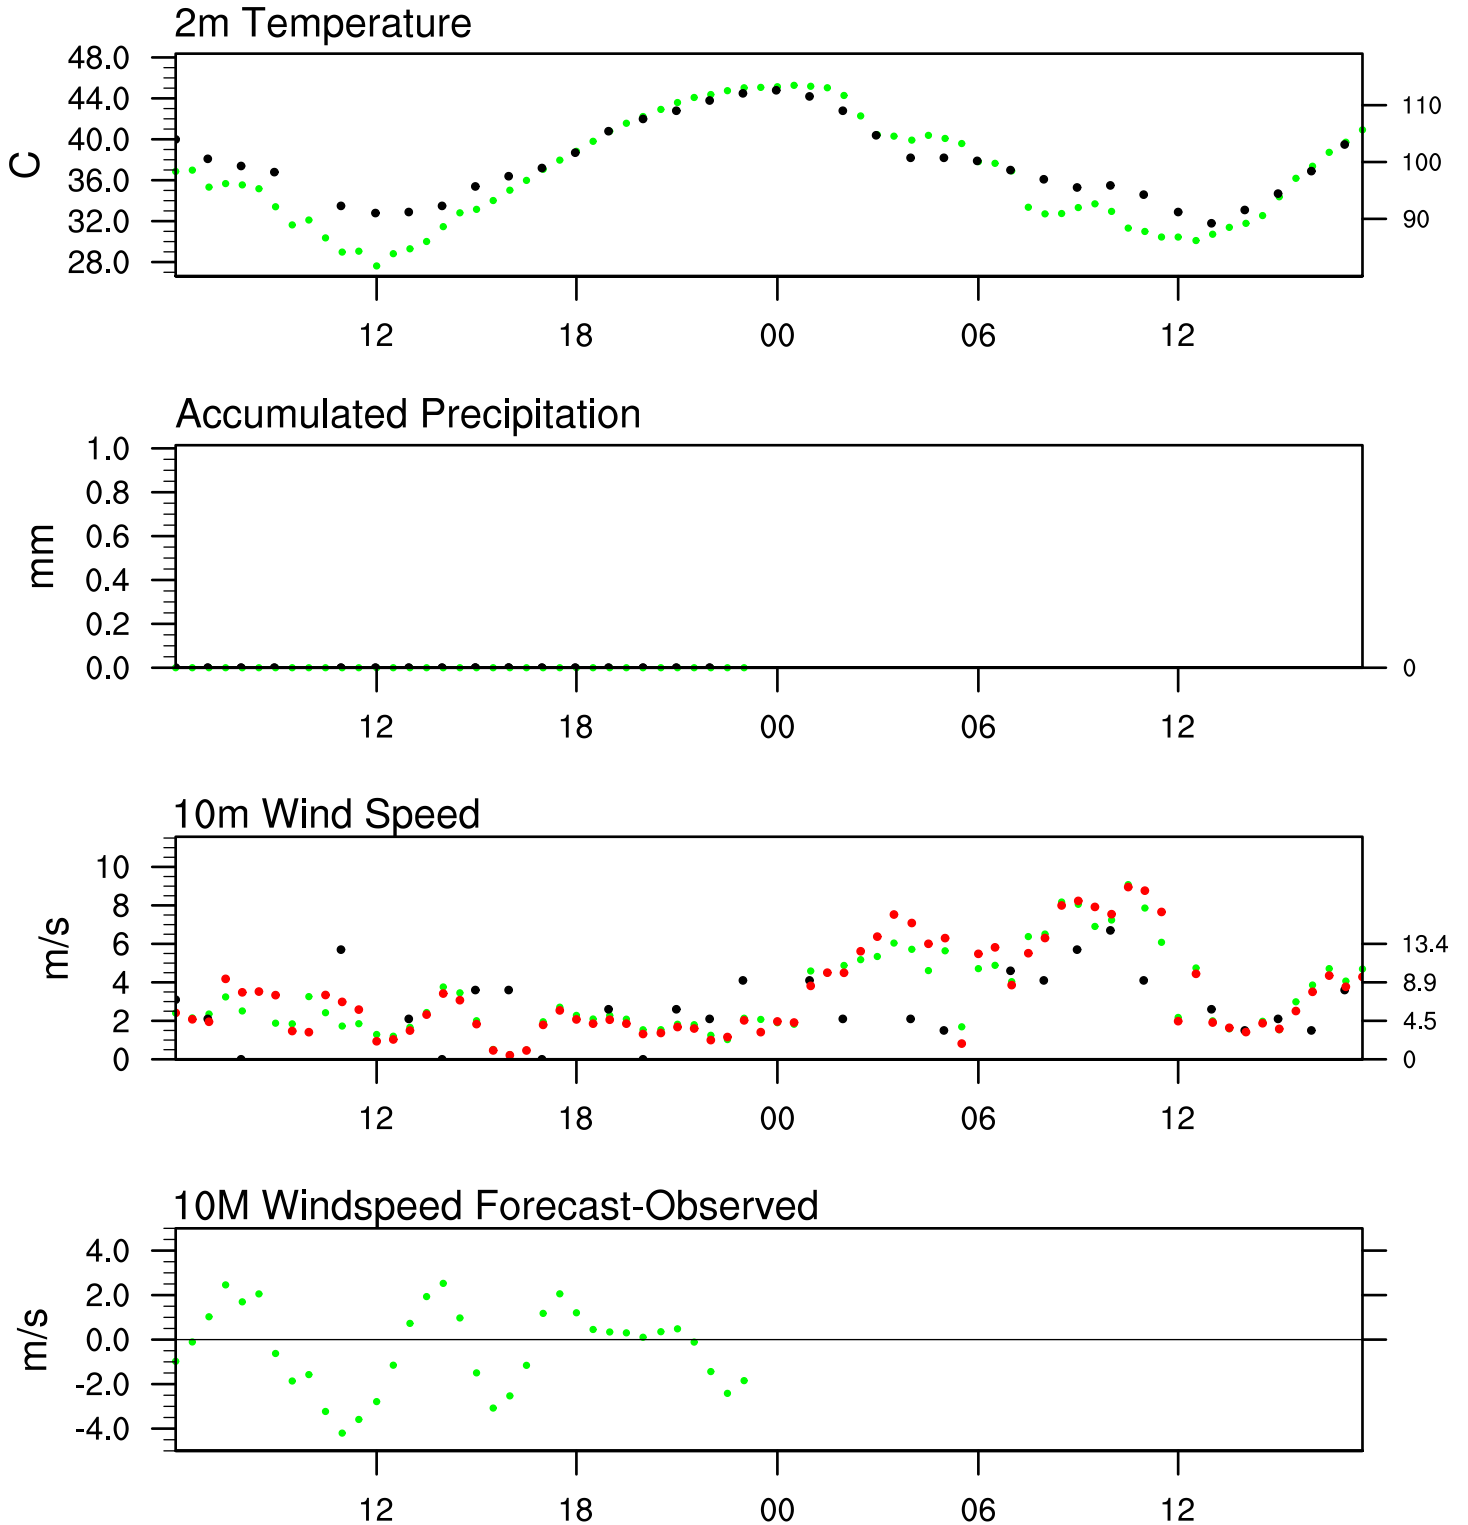 2m Temperature
48.0
44.0
40.0
36.0
32.0
28.0
C
110
100
90
12 18 00 06 12
Accumulated Precipitation
1.0
0.8
0.6
0.4
0.2
0.0
mm
0
12 18 00 06 12
10m Wind Speed
10
8
6
4
2
0
m/s
13.4
8.9
4.5
0
12 18 00 06 12
10M Windspeed Forecast-Observed
4.0
2.0
0.0
-2.0
-4.0
m/s
12 18 00 06 12